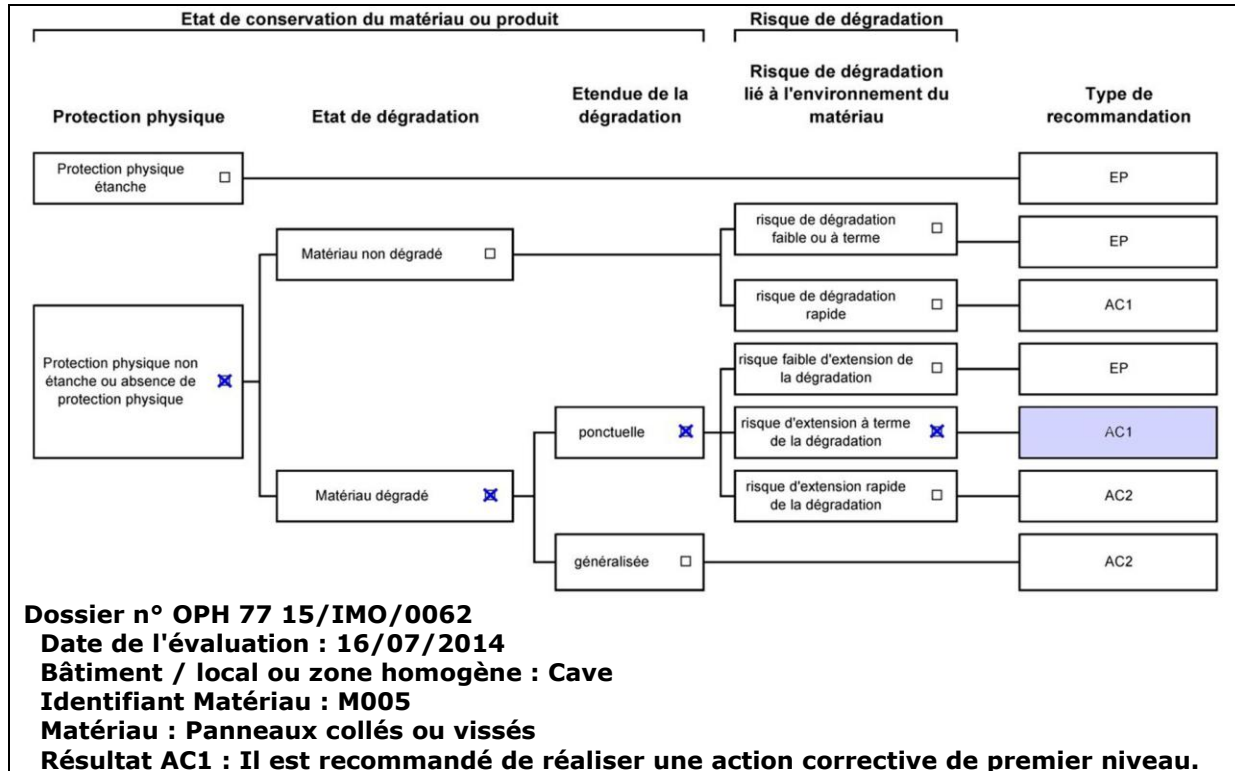 Etat de conservation du matériau ou produit
Risque de dégradation
Protection physique
Etat de dégradation
Etendue de la
dégradation
Risque de dégradation
lié à l'environnement du
matériau
Type de
recommandation
Protection physique
étanche
EP
risque de dégradation
faible ou à terme
EP
Matériau non dégradé
risque de dégradation
rapide
AC1
Protection physique non
étanche ou absence de
protection physique
risque faible d'extension de
la dégradation
EP
ponctuelle
risque d'extension à terme
de la dégradation
AC1
Matériau dégradé
risque d'extension rapide
de la dégradation
AC2
généralisée
AC2
Dossier n° OPH 77 15/IMO/0062
Date de l'évaluation : 16/07/2014
Bâtiment / local ou zone homogène : Cave
Identifiant Matériau : M005
Matériau : Panneaux collés ou vissés
Résultat AC1 : Il est recommandé de réaliser une action corrective de premier niveau.